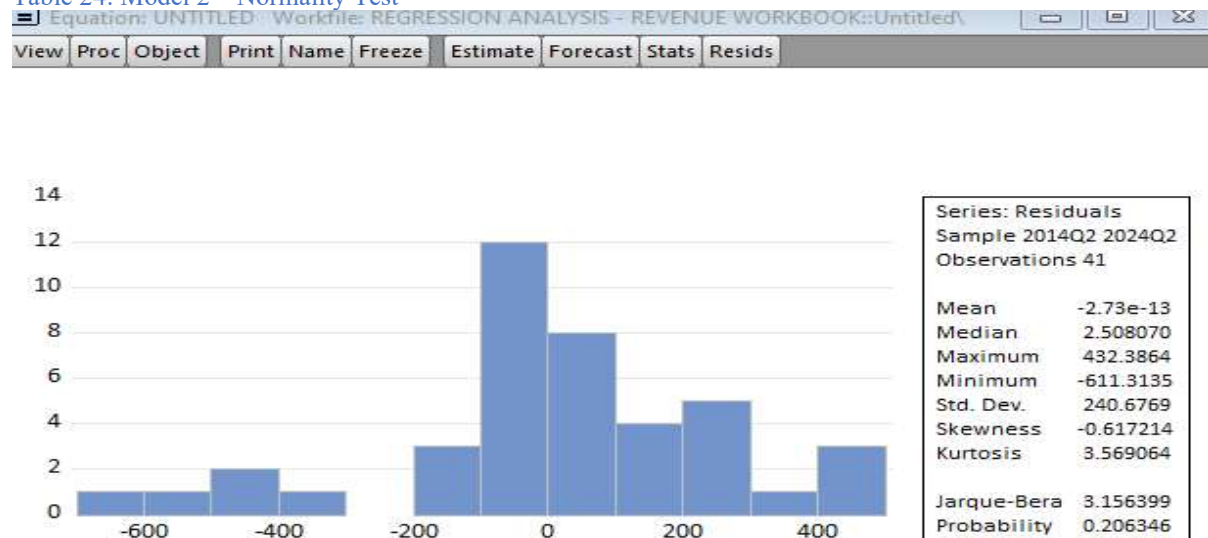 Table 24: Model 2 – Normality Test
Equation: UNTITLED Workfile: REGRESSION ANALYSIS - REVENUE WORKBOOK::Untitled\
View Proc Object Print Name Freeze Estimate Forecast Stats Resids
14
12
10
8
6
4
2
0
-600 -400 -200 0 200 400
Series: Residuals
Sample 2014Q2 2024Q2
Observations 41
Mean -2.73e-13
Median 2.508070
Maximum 432.3864
Minimum -611.3135
Std. Dev. 240.6769
Skewness -0.617214
Kurtosis 3.569064
Jarque-Bera 3.156399
Probability 0.206346